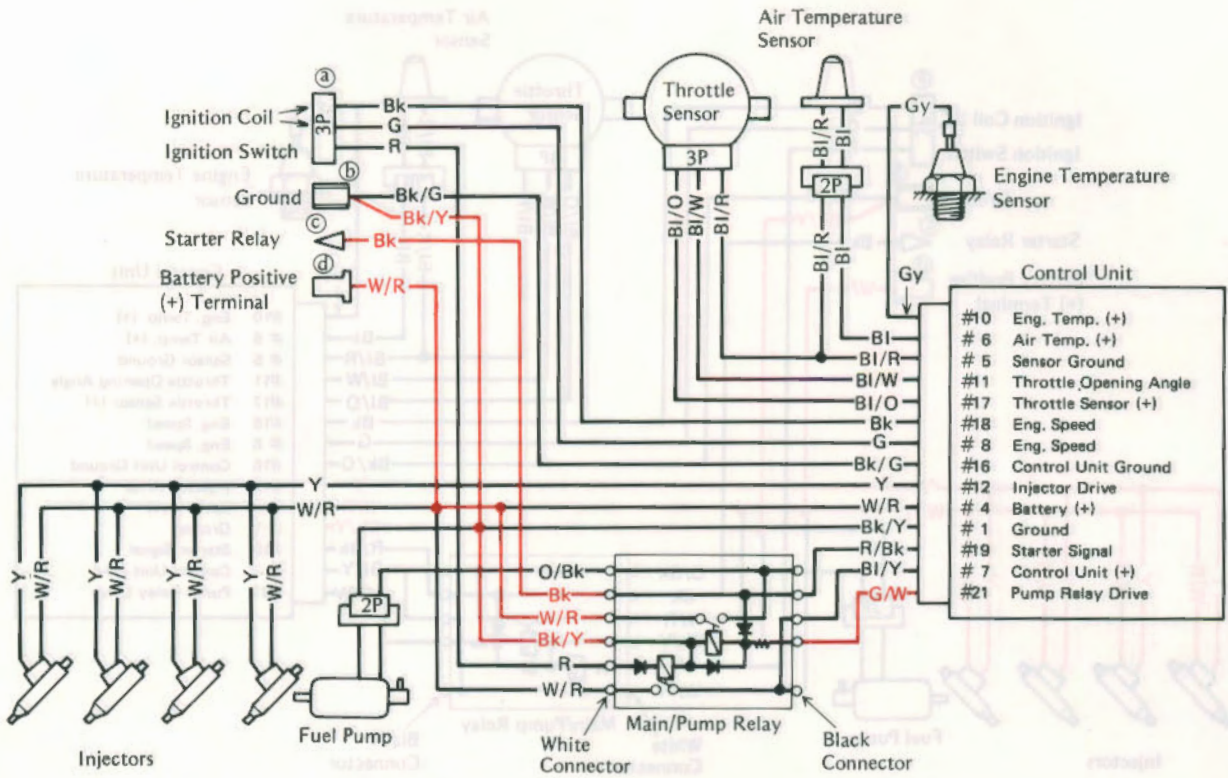 Air Temperature
Sensor
ⓐ
Ignition Coil
Ignition Switch
3P
Bk
G
R
ⓑ
Ground
Bk/G
Bk/Y
ⓒ
Starter Relay
Bk
ⓓ
Battery Positive
(+) Terminal
W/R
Throttle
Sensor
3P
Bl/O
Bl/W
Bl/R
Bl/R
Bl
2P
Bl/R
Bl
Gy
Engine Temperature
Sensor
Gy
Control Unit
Bl
Bl/R
Bl/W
Bl/O
Bk
G
Bk/G
Y
W/R
Bk/Y
R/Bk
Bl/Y
G/W
#10 Eng. Temp. (+)
# 6 Air Temp. (+)
# 5 Sensor Ground
#11 Throttle Opening Angle
#17 Throttle Sensor (+)
#18 Eng. Speed
# 8 Eng. Speed
#16 Control Unit Ground
#12 Injector Drive
# 4 Battery (+)
# 1 Ground
#19 Starter Signal
# 7 Control Unit (+)
#21 Pump Relay Drive
Y
W/R
Y
W/R
Y
W/R
Y
W/R
Y
W/R
Injectors
2P
Fuel Pump
O/Bk
Bk
W/R
Bk/Y
R
W/R
Main/Pump Relay
White
Connector
Black
Connector